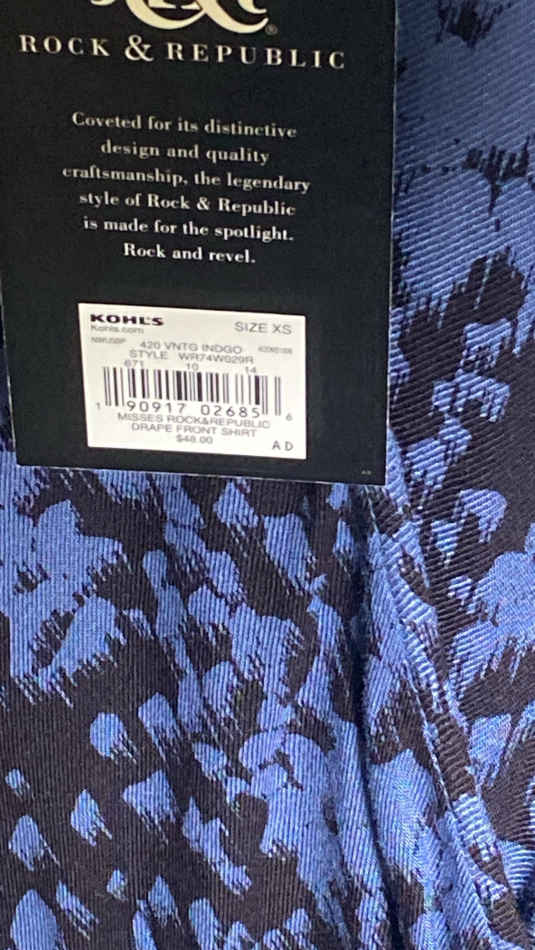 ROCK & REPUBLIC
Coveted for its distinctive
design and quality
craftsmanship, the legendary
style of Rock & Republic
is made for the spotlight.
Rock and revel.
KOHL'S
Kohls.com SIZE XS
420 VNTG INDGO
STYLE WR74W029R
671 10 14
1 90917 02685 6
MISSES ROCK&REPUBLIC
DRAPE FRONT SHIRT
$48.00 A D